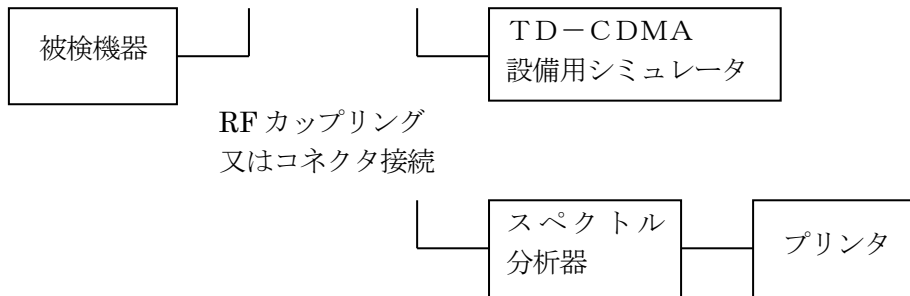 被検機器
TD－CDMA
設備用シミュレータ
RF カップリング
又はコネクタ接続
スペクトル
分析器
プリンタ